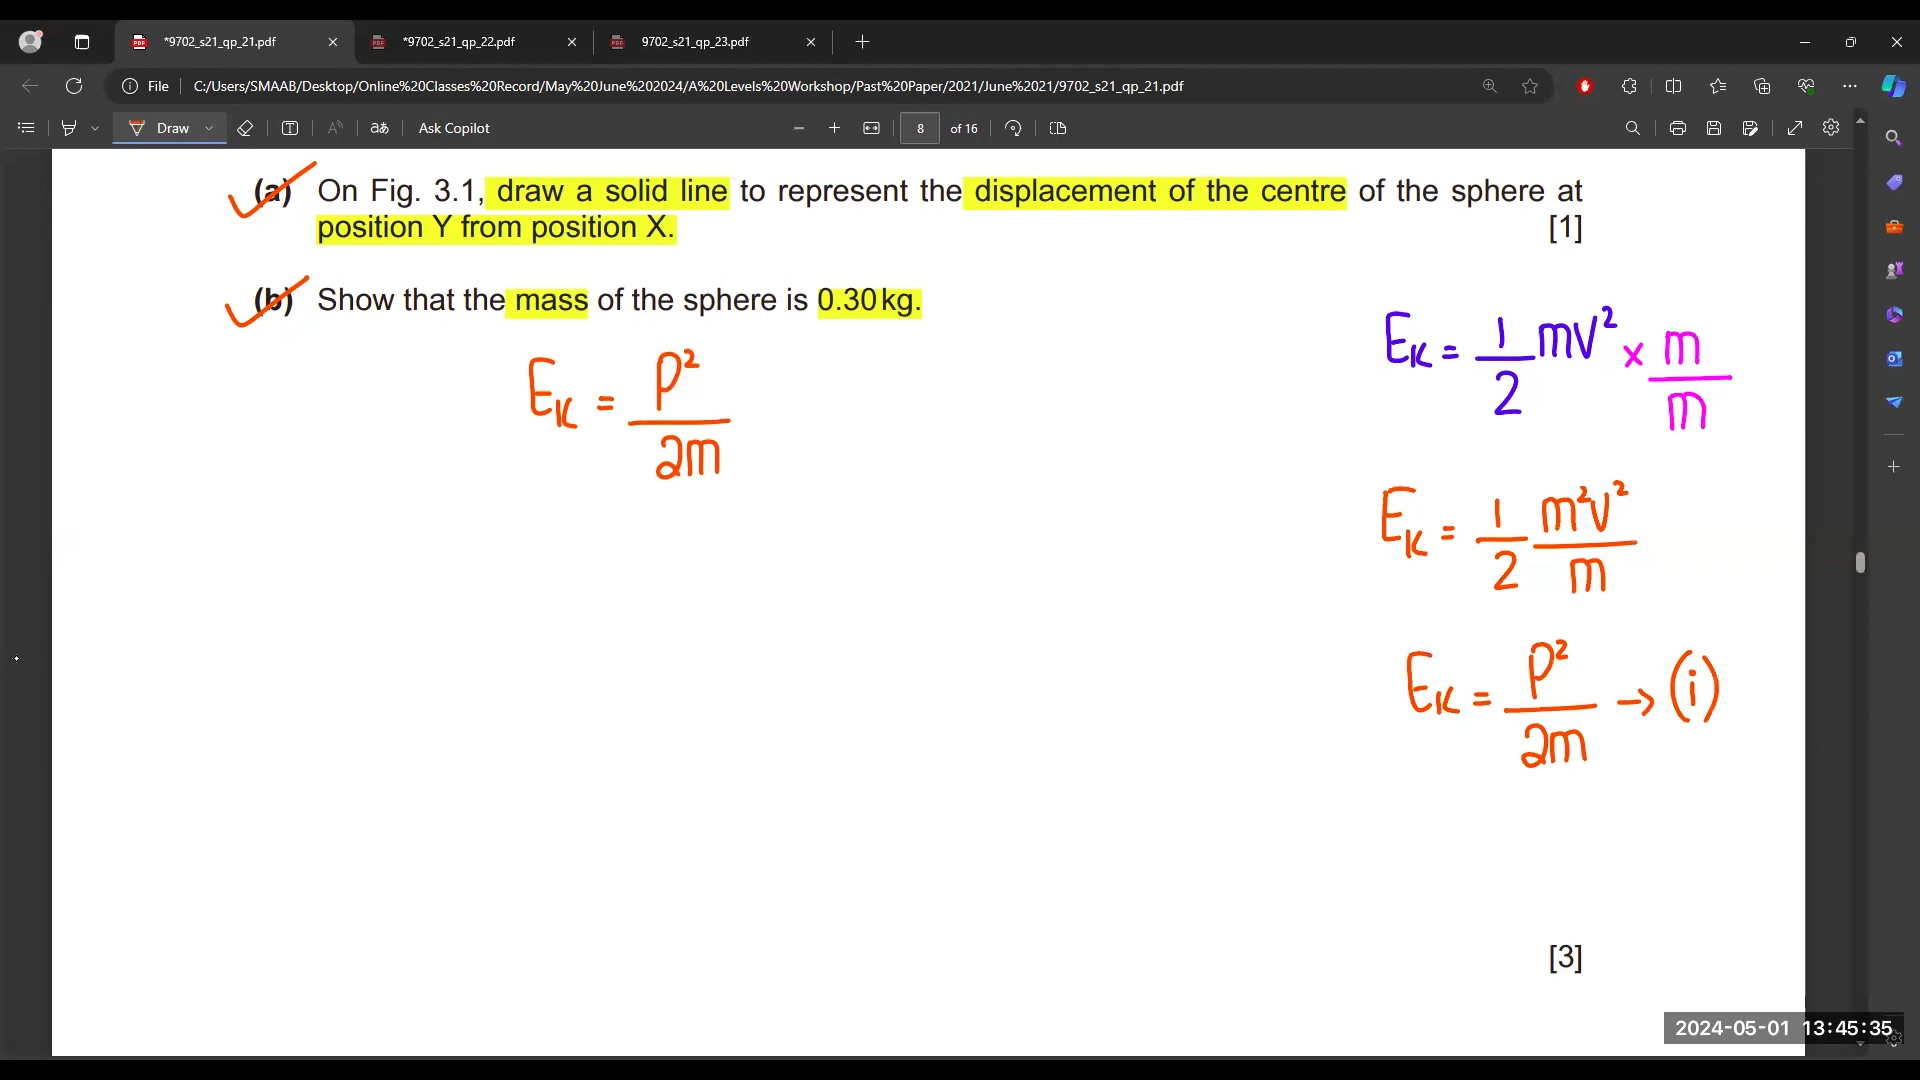 *9702_s21_qp_21.pdf
*9702_s21_qp_22.pdf
9702_s21_qp_23.pdf
File
C:/Users/SMAAB/Desktop/Online%20Classes%20Record/May%20June%202024/A%20Levels%20Workshop/Past%20Paper/2021/June%2021/9702_s21_qp_21.pdf
Draw
Ask Copilot
8 of 16
(a) On Fig. 3.1, draw a solid line to represent the displacement of the centre of the sphere at
position Y from position X. [1]
(b) Show that the mass of the sphere is 0.30 kg.
E_K = p²/2m
E_K = 1/2 mv² × m/m
E_K = 1/2 m²v²/m
E_K = p²/2m → (i)
[3]
2024-05-01 13:45:35